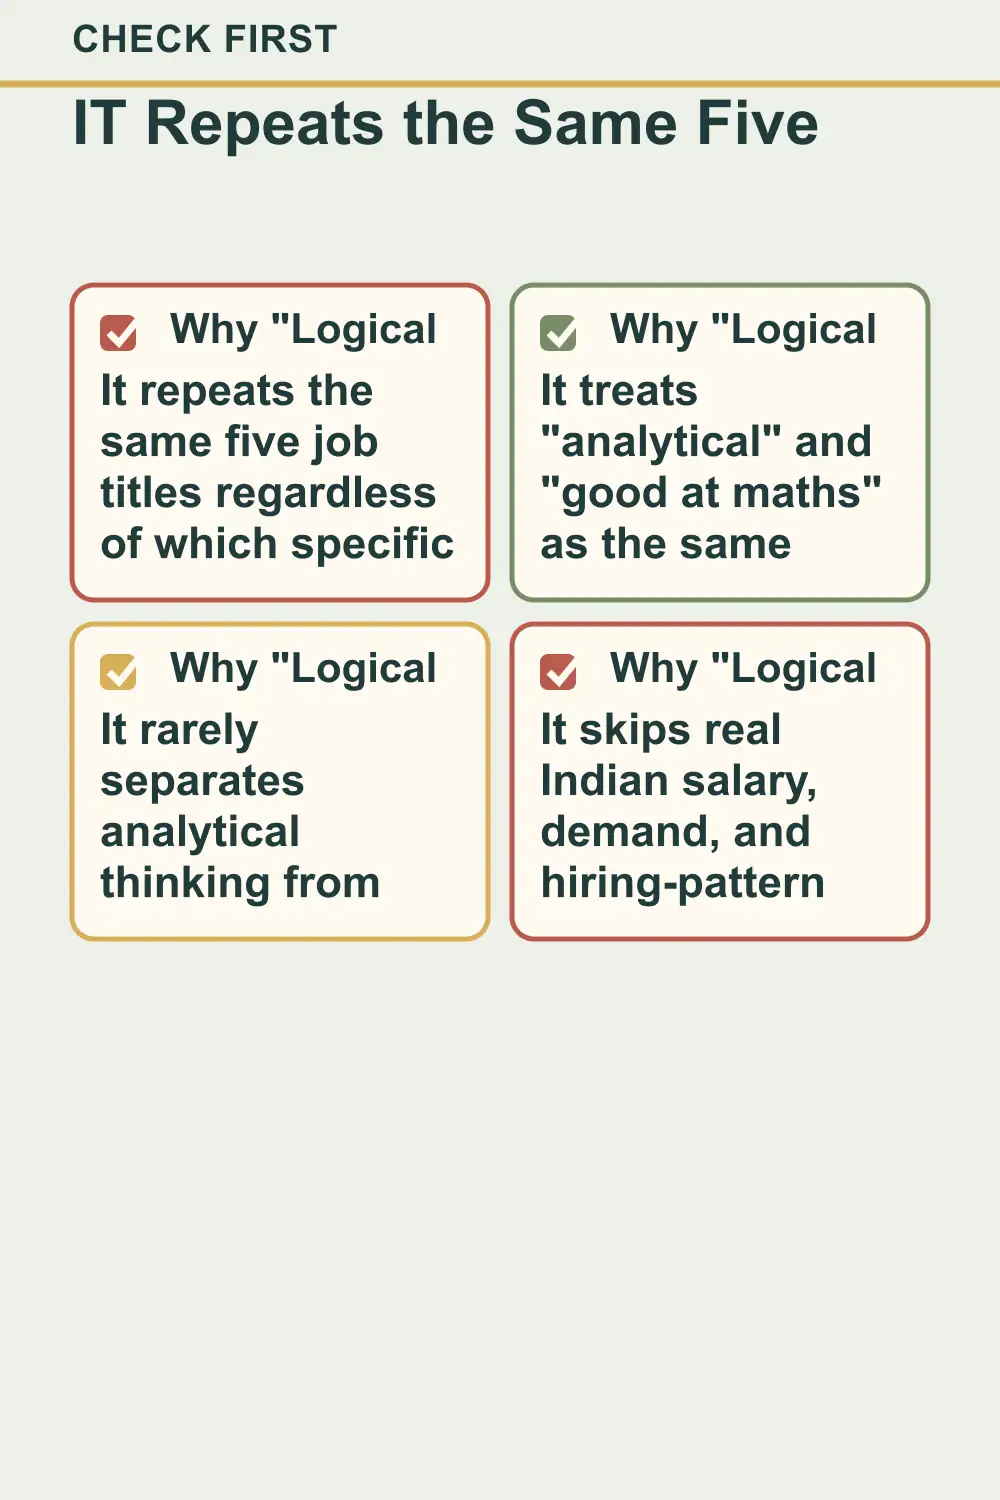 CHECK FIRST
IT Repeats the Same Five
Why "Logical
It repeats the
same five job
titles regardless
of which specific
Why "Logical
It treats
"analytical" and
"good at maths"
as the same
Why "Logical
It rarely
separates
analytical
thinking from
Why "Logical
It skips real
Indian salary,
demand, and
hiring-pattern